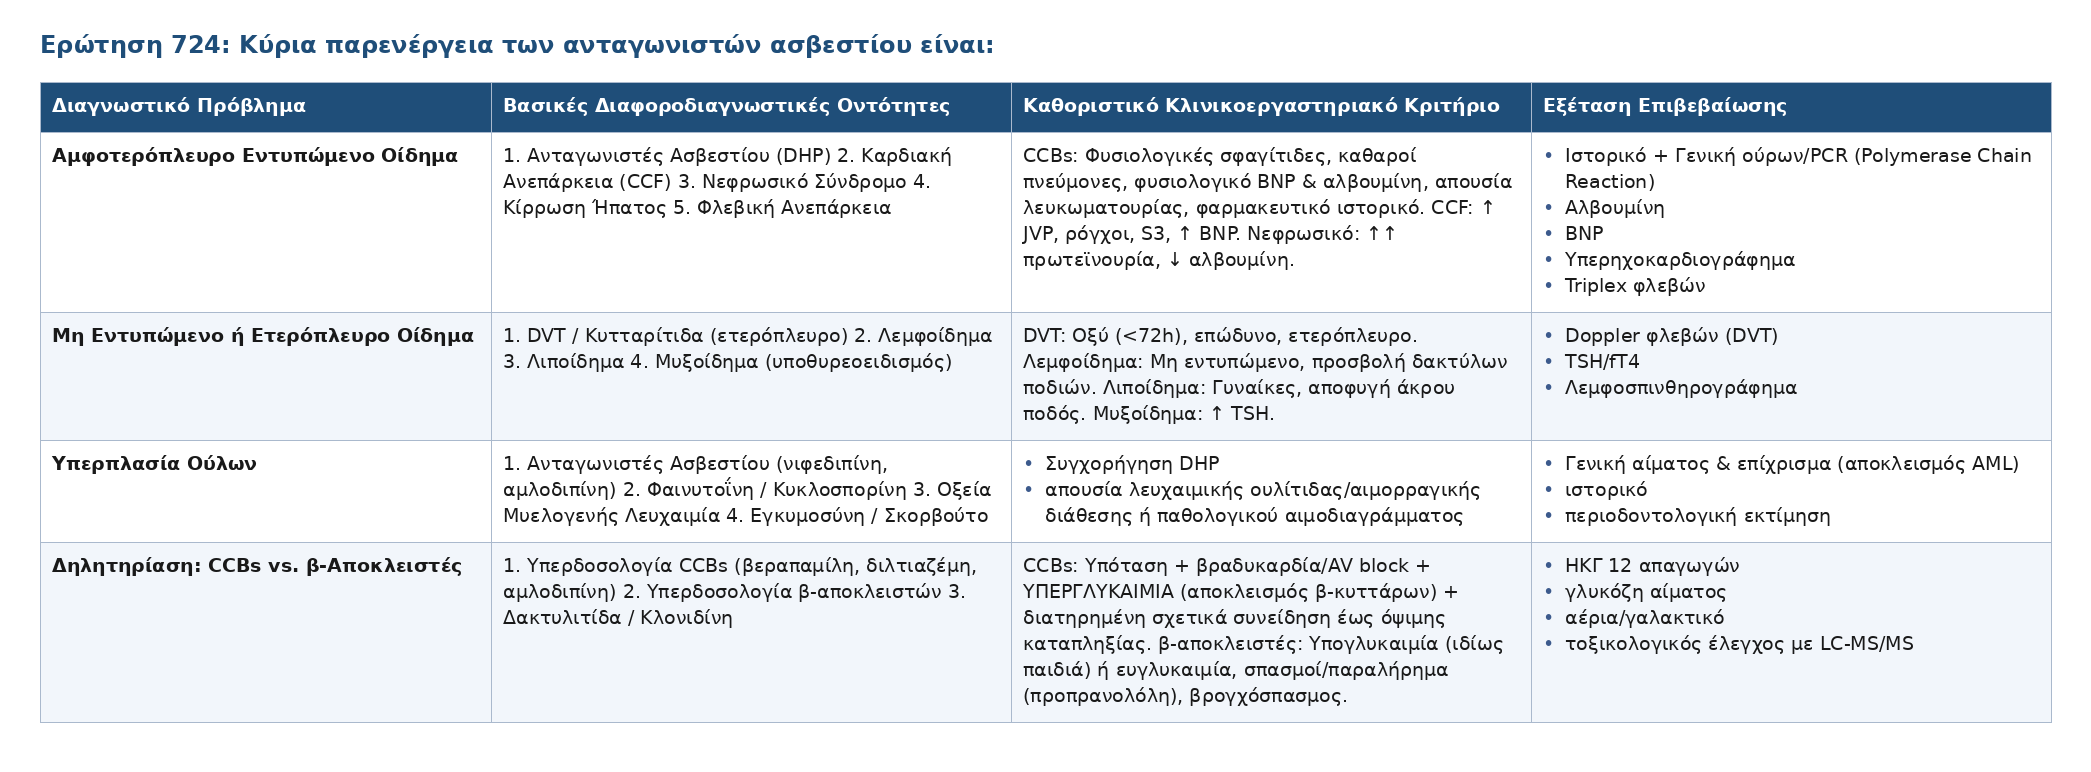 Ερώτηση 724: Κύρια παρενέργεια των ανταγωνιστών ασβεστίου είναι:
Διαγνωστικό Πρόβλημα
Βασικές Διαφοροδιαγνωστικές Οντότητες
Καθοριστικό Κλινικοεργαστηριακό Κριτήριο
Εξέταση Επιβεβαίωσης
Αμφοτερόπλευρο Εντυπώμενο Οίδημα
1. Ανταγωνιστές Ασβεστίου (DHP) 2. Καρδιακή
Ανεπάρκεια (CCF) 3. Νεφρωσικό Σύνδρομο 4.
Κίρρωση Ήπατος 5. Φλεβική Ανεπάρκεια
CCBs: Φυσιολογικές σφαγίτιδες, καθαροί
πνεύμονες, φυσιολογικό BNP & αλβουμίνη, απουσία
λευκωματουρίας, φαρμακευτικό ιστορικό. CCF: ↑
JVP, ρόγχοι, S3, ↑ BNP. Νεφρωσικό: ↑↑
πρωτεϊνουρία, ↓ αλβουμίνη.
• Ιστορικό + Γενική ούρων/PCR (Polymerase Chain
Reaction)
• Αλβουμίνη
• BNP
• Υπερηχοκαρδιογράφημα
• Triplex φλεβών
Μη Εντυπώμενο ή Ετερόπλευρο Οίδημα
1. DVT / Κυτταρίτιδα (ετερόπλευρο) 2. Λεμφοίδημα
3. Λιποίδημα 4. Μυξοίδημα (υποθυρεοειδισμός)
DVT: Οξύ (<72h), επώδυνο, ετερόπλευρο.
Λεμφοίδημα: Μη εντυπώμενο, προσβολή δακτύλων
ποδιών. Λιποίδημα: Γυναίκες, αποφυγή άκρου
ποδός. Μυξοίδημα: ↑ TSH.
• Doppler φλεβών (DVT)
• TSH/fT4
• Λεμφοσπινθηρογράφημα
Υπερπλασία Ούλων
1. Ανταγωνιστές Ασβεστίου (νιφεδιπίνη,
αμλοδιπίνη) 2. Φαινυτοΐνη / Κυκλοσπορίνη 3. Οξεία
Μυελογενής Λευχαιμία 4. Εγκυμοσύνη / Σκορβούτο
• Συγχορήγηση DHP
• απουσία λευχαιμικής ουλίτιδας/αιμορραγικής
διάθεσης ή παθολογικού αιμοδιαγράμματος
• Γενική αίματος & επίχρισμα (αποκλεισμός AML)
• ιστορικό
• περιοδοντολογική εκτίμηση
Δηλητηρίαση: CCBs vs. β-Αποκλειστές
1. Υπερδοσολογία CCBs (βεραπαμίλη, διλτιαζέμη,
αμλοδιπίνη) 2. Υπερδοσολογία β-αποκλειστών 3.
Δακτυλιτίδα / Κλονιδίνη
CCBs: Υπόταση + βραδυκαρδία/AV block +
ΥΠΕΡΓΛΥΚΑΙΜΙΑ (αποκλεισμός β-κυττάρων) +
διατηρημένη σχετικά συνείδηση έως όψιμης
καταπληξίας. β-αποκλειστές: Υπογλυκαιμία (ιδίως
παιδιά) ή ευγλυκαιμία, σπασμοί/παραλήρημα
(προπρανολόλη), βρογχόσπασμος.
• ΗΚΓ 12 απαγωγών
• γλυκόζη αίματος
• αέρια/γαλακτικό
• τοξικολογικός έλεγχος με LC-MS/MS